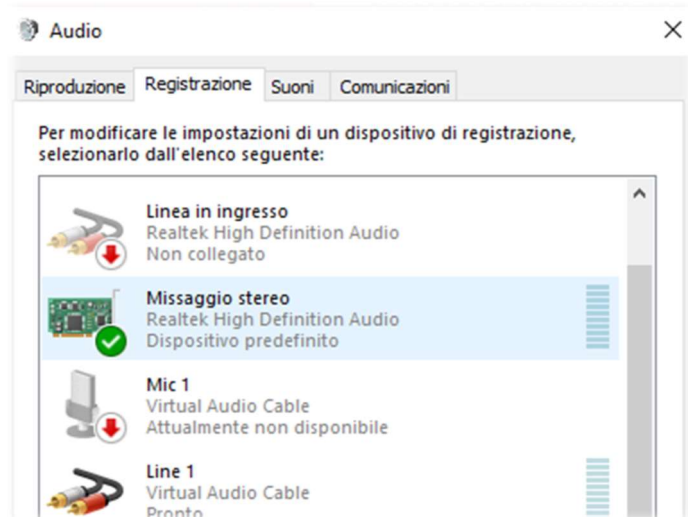 Audio
Riproduzione Registrazione Suoni Comunicazioni
Per modificare le impostazioni di un dispositivo di registrazione,
selezionarlo dall'elenco seguente:
Linea in ingresso
Realtek High Definition Audio
Non collegato
Missaggio stereo
Realtek High Definition Audio
Dispositivo predefinito
Mic 1
Virtual Audio Cable
Attualmente non disponibile
Line 1
Virtual Audio Cable
Pronto